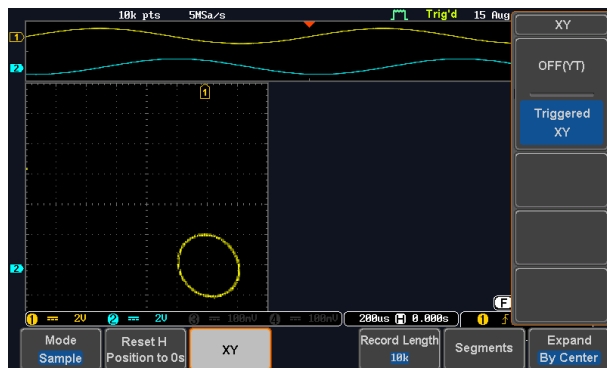 10k pts 5MSa/s Trig'd 15 Aug
XY
1
OFF(YT)
2
1
Triggered
XY
2
F
1 2V 2 2V 3 100mV 4 100mV 200us H 0.000s 1
Mode
Sample
Reset H
Position to 0s
XY
Record Length
10k
Segments
Expand
By Center